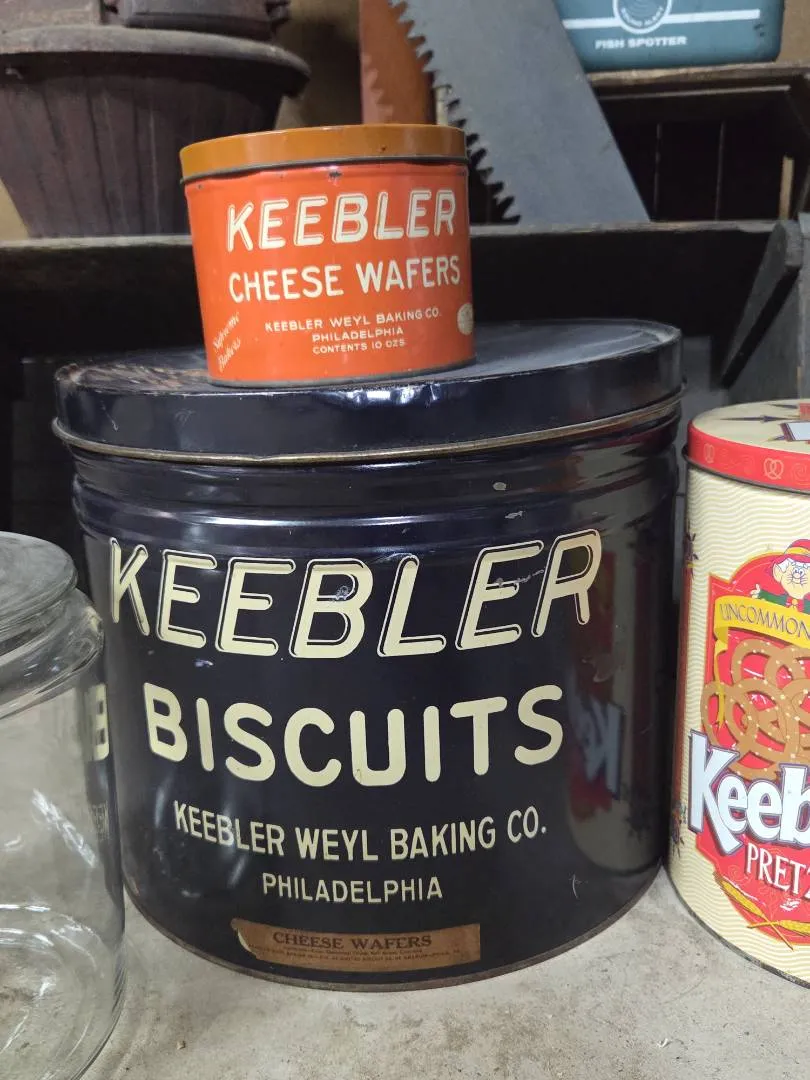 FISH SPOTTER
KEEBLER
CHEESE WAFERS
KEEBLER WEYL BAKING CO.
PHILADELPHIA
CONTENTS 10 OZS
Supreme
Bakers
KEEBLER
BISCUITS
KEEBLER WEYL BAKING CO.
PHILADELPHIA
CHEESE WAFERS
UNCOMMON
Keeb
PRETZ